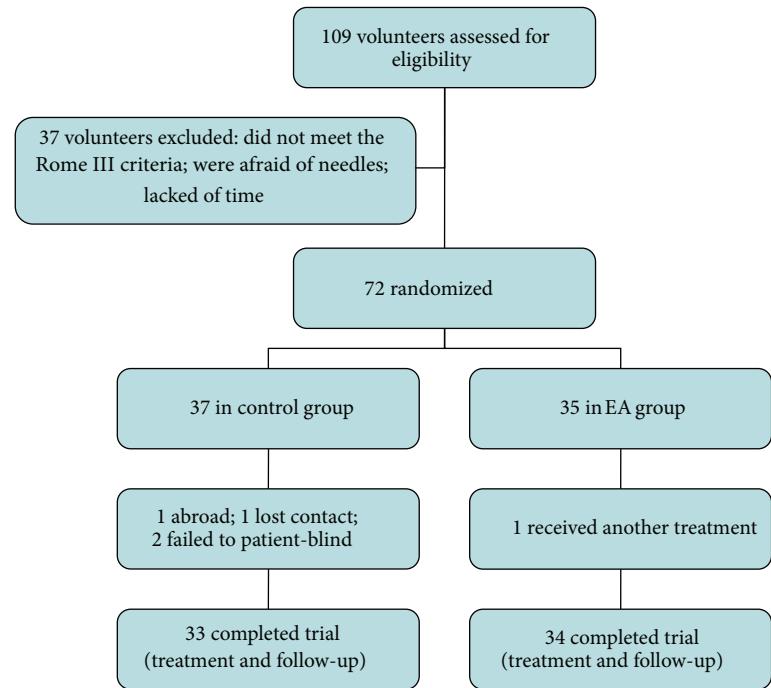 109 volunteers assessed for
eligibility
37 volunteers excluded: did not meet the
Rome III criteria; were afraid of needles;
lacked of time
72 randomized
37 in control group
35 in EA group
1 abroad; 1 lost contact;
2 failed to patient-blind
1 received another treatment
33 completed trial
(treatment and follow-up)
34 completed trial
(treatment and follow-up)